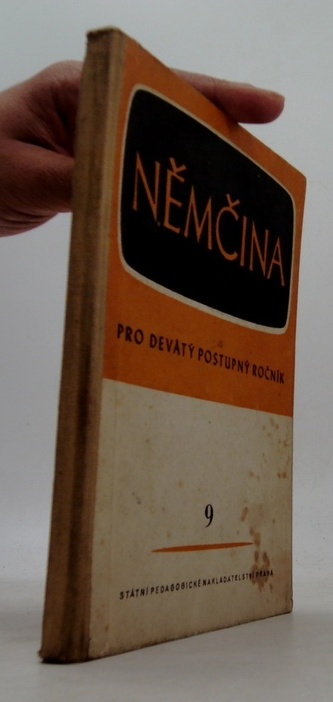 NĚMČINA
PRO DEVÁTÝ POSTUPNÝ ROČNÍK
9
STÁTNÍ PEDAGOGICKÉ NAKLADATELSTVÍ PRAHA